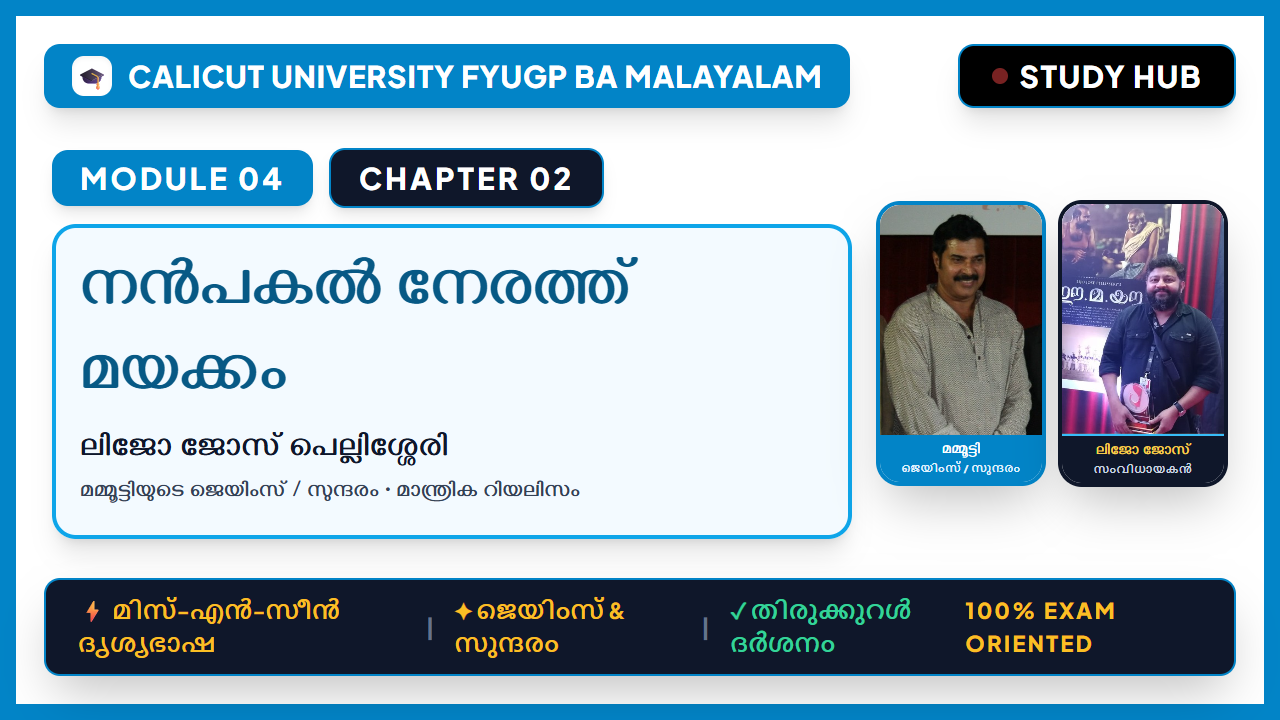 CALICUT UNIVERSITY FYUGP BA MALAYALAM
STUDY HUB
MODULE 04
CHAPTER 02
നൻപകൽ നേരത്ത്
മയക്കം
ലിജോ ജോസ് പെല്ലിശ്ശേരി
മമ്മൂട്ടിയുടെ ജെയിംസ് / സുന്ദരം · മാന്ത്രിക റിയലിസം
ഈ.മ.യൗ
മമ്മൂട്ടി
ജെയിംസ് / സുന്ദരം
ലിജോ ജോസ്
സംവിധായകൻ
⚡ മിസ്-എൻ-സീൻ
ദൃശ്യഭാഷ
|
✦ ജെയിംസ് &
സുന്ദരം
|
✓ തിരുക്കുറൾ
ദർശനം
100% EXAM
ORIENTED